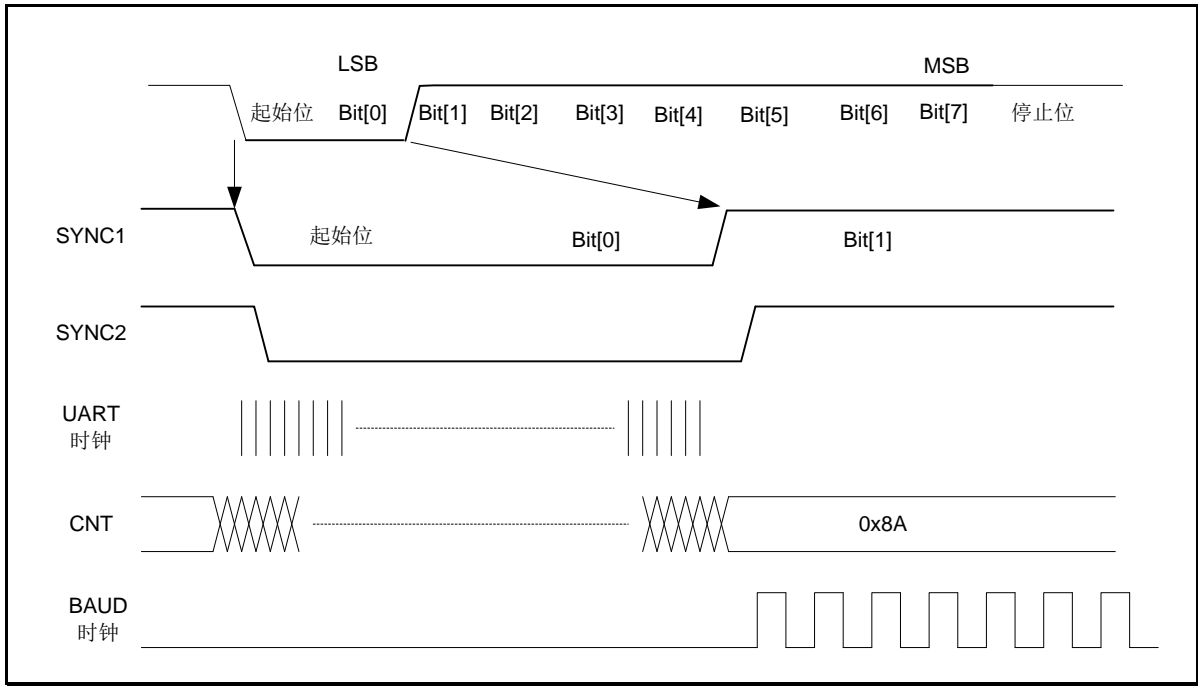 LSB MSB
起始位 Bit[0] Bit[1] Bit[2] Bit[3] Bit[4] Bit[5] Bit[6] Bit[7] 停止位
SYNC1 起始位 Bit[0] Bit[1]
SYNC2
UART
时钟
CNT 0x8A
BAUD
时钟